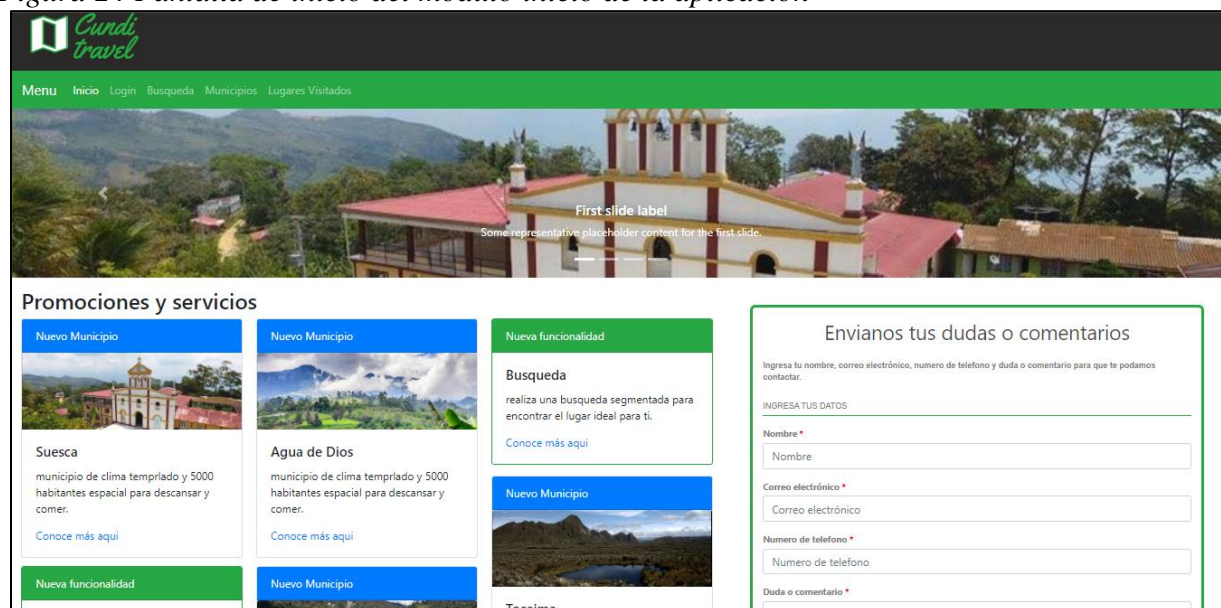 Figura 24 Pantalla de inicio del módulo inicio de la aplicación
Cundi
travel
Menu Inicio Login Busqueda Municipios Lugares Visitados
First slide label
Some representative placeholder content for the first slide.
Promociones y servicios
Nuevo Municipio
Suesca
municipio de clima temprlado y 5000
habitantes espacial para descansar y
comer.
Conoce más aqui
Nueva funcionalidad
Nuevo Municipio
Agua de Dios
municipio de clima temprlado y 5000
habitantes espacial para descansar y
comer.
Conoce más aqui
Nuevo Municipio
Nueva funcionalidad
Busqueda
realiza una busqueda segmentada para
encontrar el lugar ideal para ti.
Conoce más aqui
Nuevo Municipio
Tocaima
Envianos tus dudas o comentarios
Ingresa tu nombre, correo electrónico, numero de telefono y duda o comentario para que te podamos
contactar.
INGRESA TUS DATOS
Nombre *
Nombre
Correo electrónico *
Correo electrónico
Numero de telefono *
Numero de telefono
Duda o comentario *